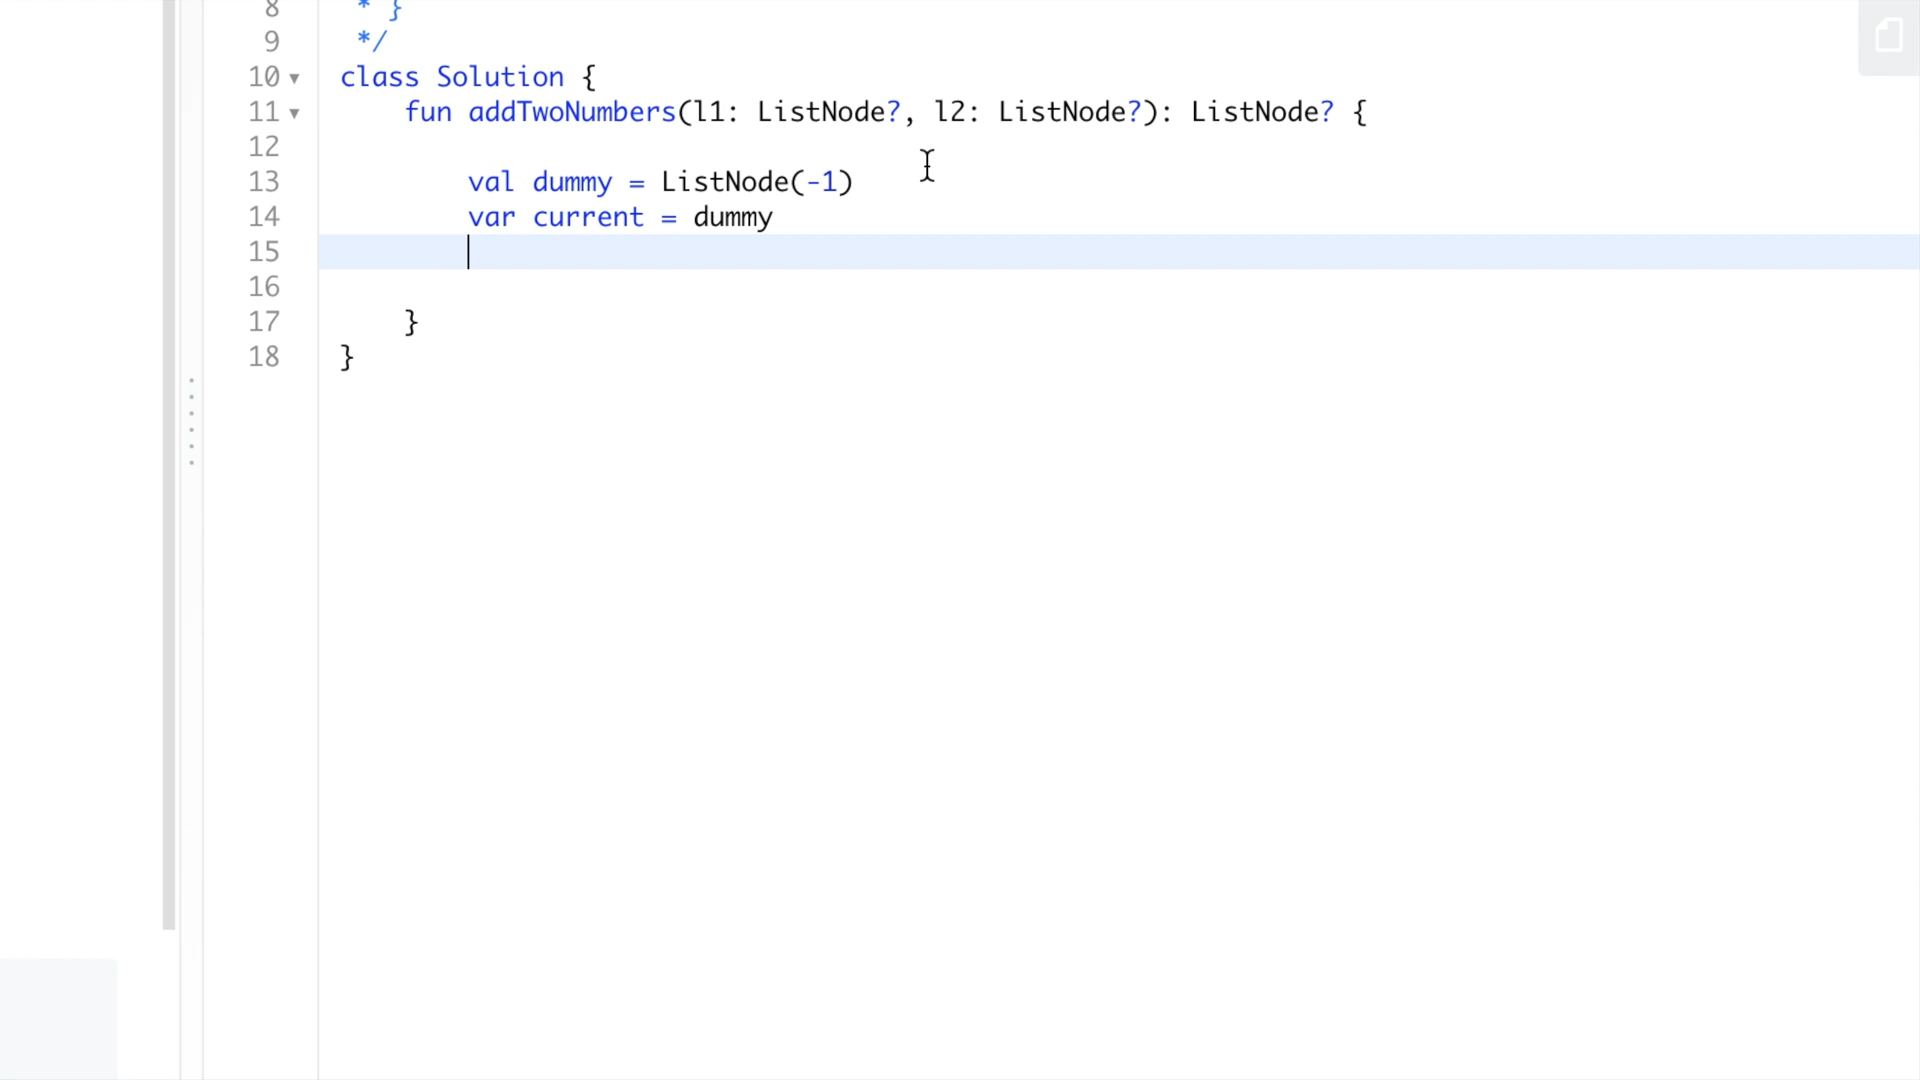 8 * }
9 */
10 class Solution {
11 fun addTwoNumbers(l1: ListNode?, l2: ListNode?): ListNode? {
12
13 val dummy = ListNode(-1)
14 var current = dummy
15
16
17 }
18 }